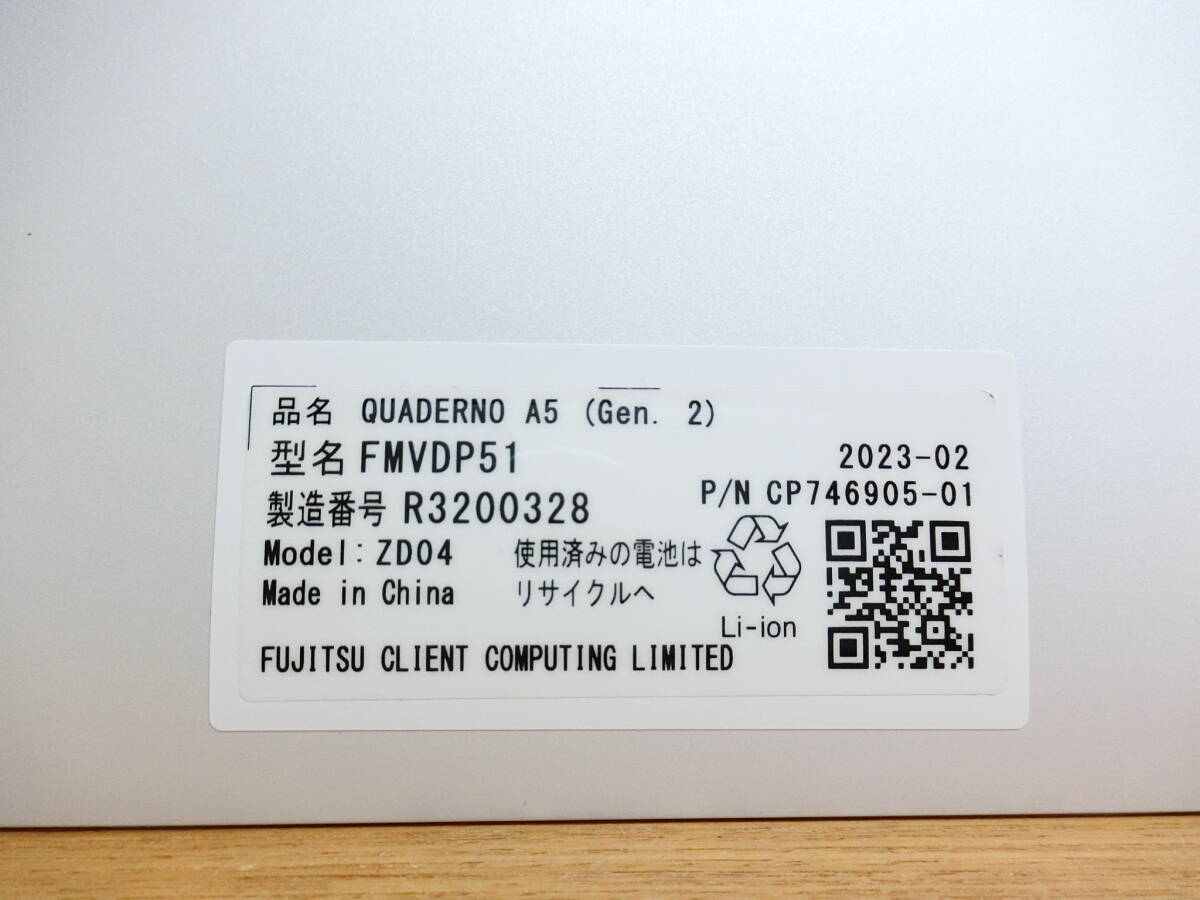 品名 QUADERNO A5 (Gen. 2)
型名 FMVDP51
2023-02
製造番号 R3200328
P/N CP746905-01
Model: ZD04
使用済みの電池は
リサイクルへ
Made in China
Li-ion
FUJITSU CLIENT COMPUTING LIMITED